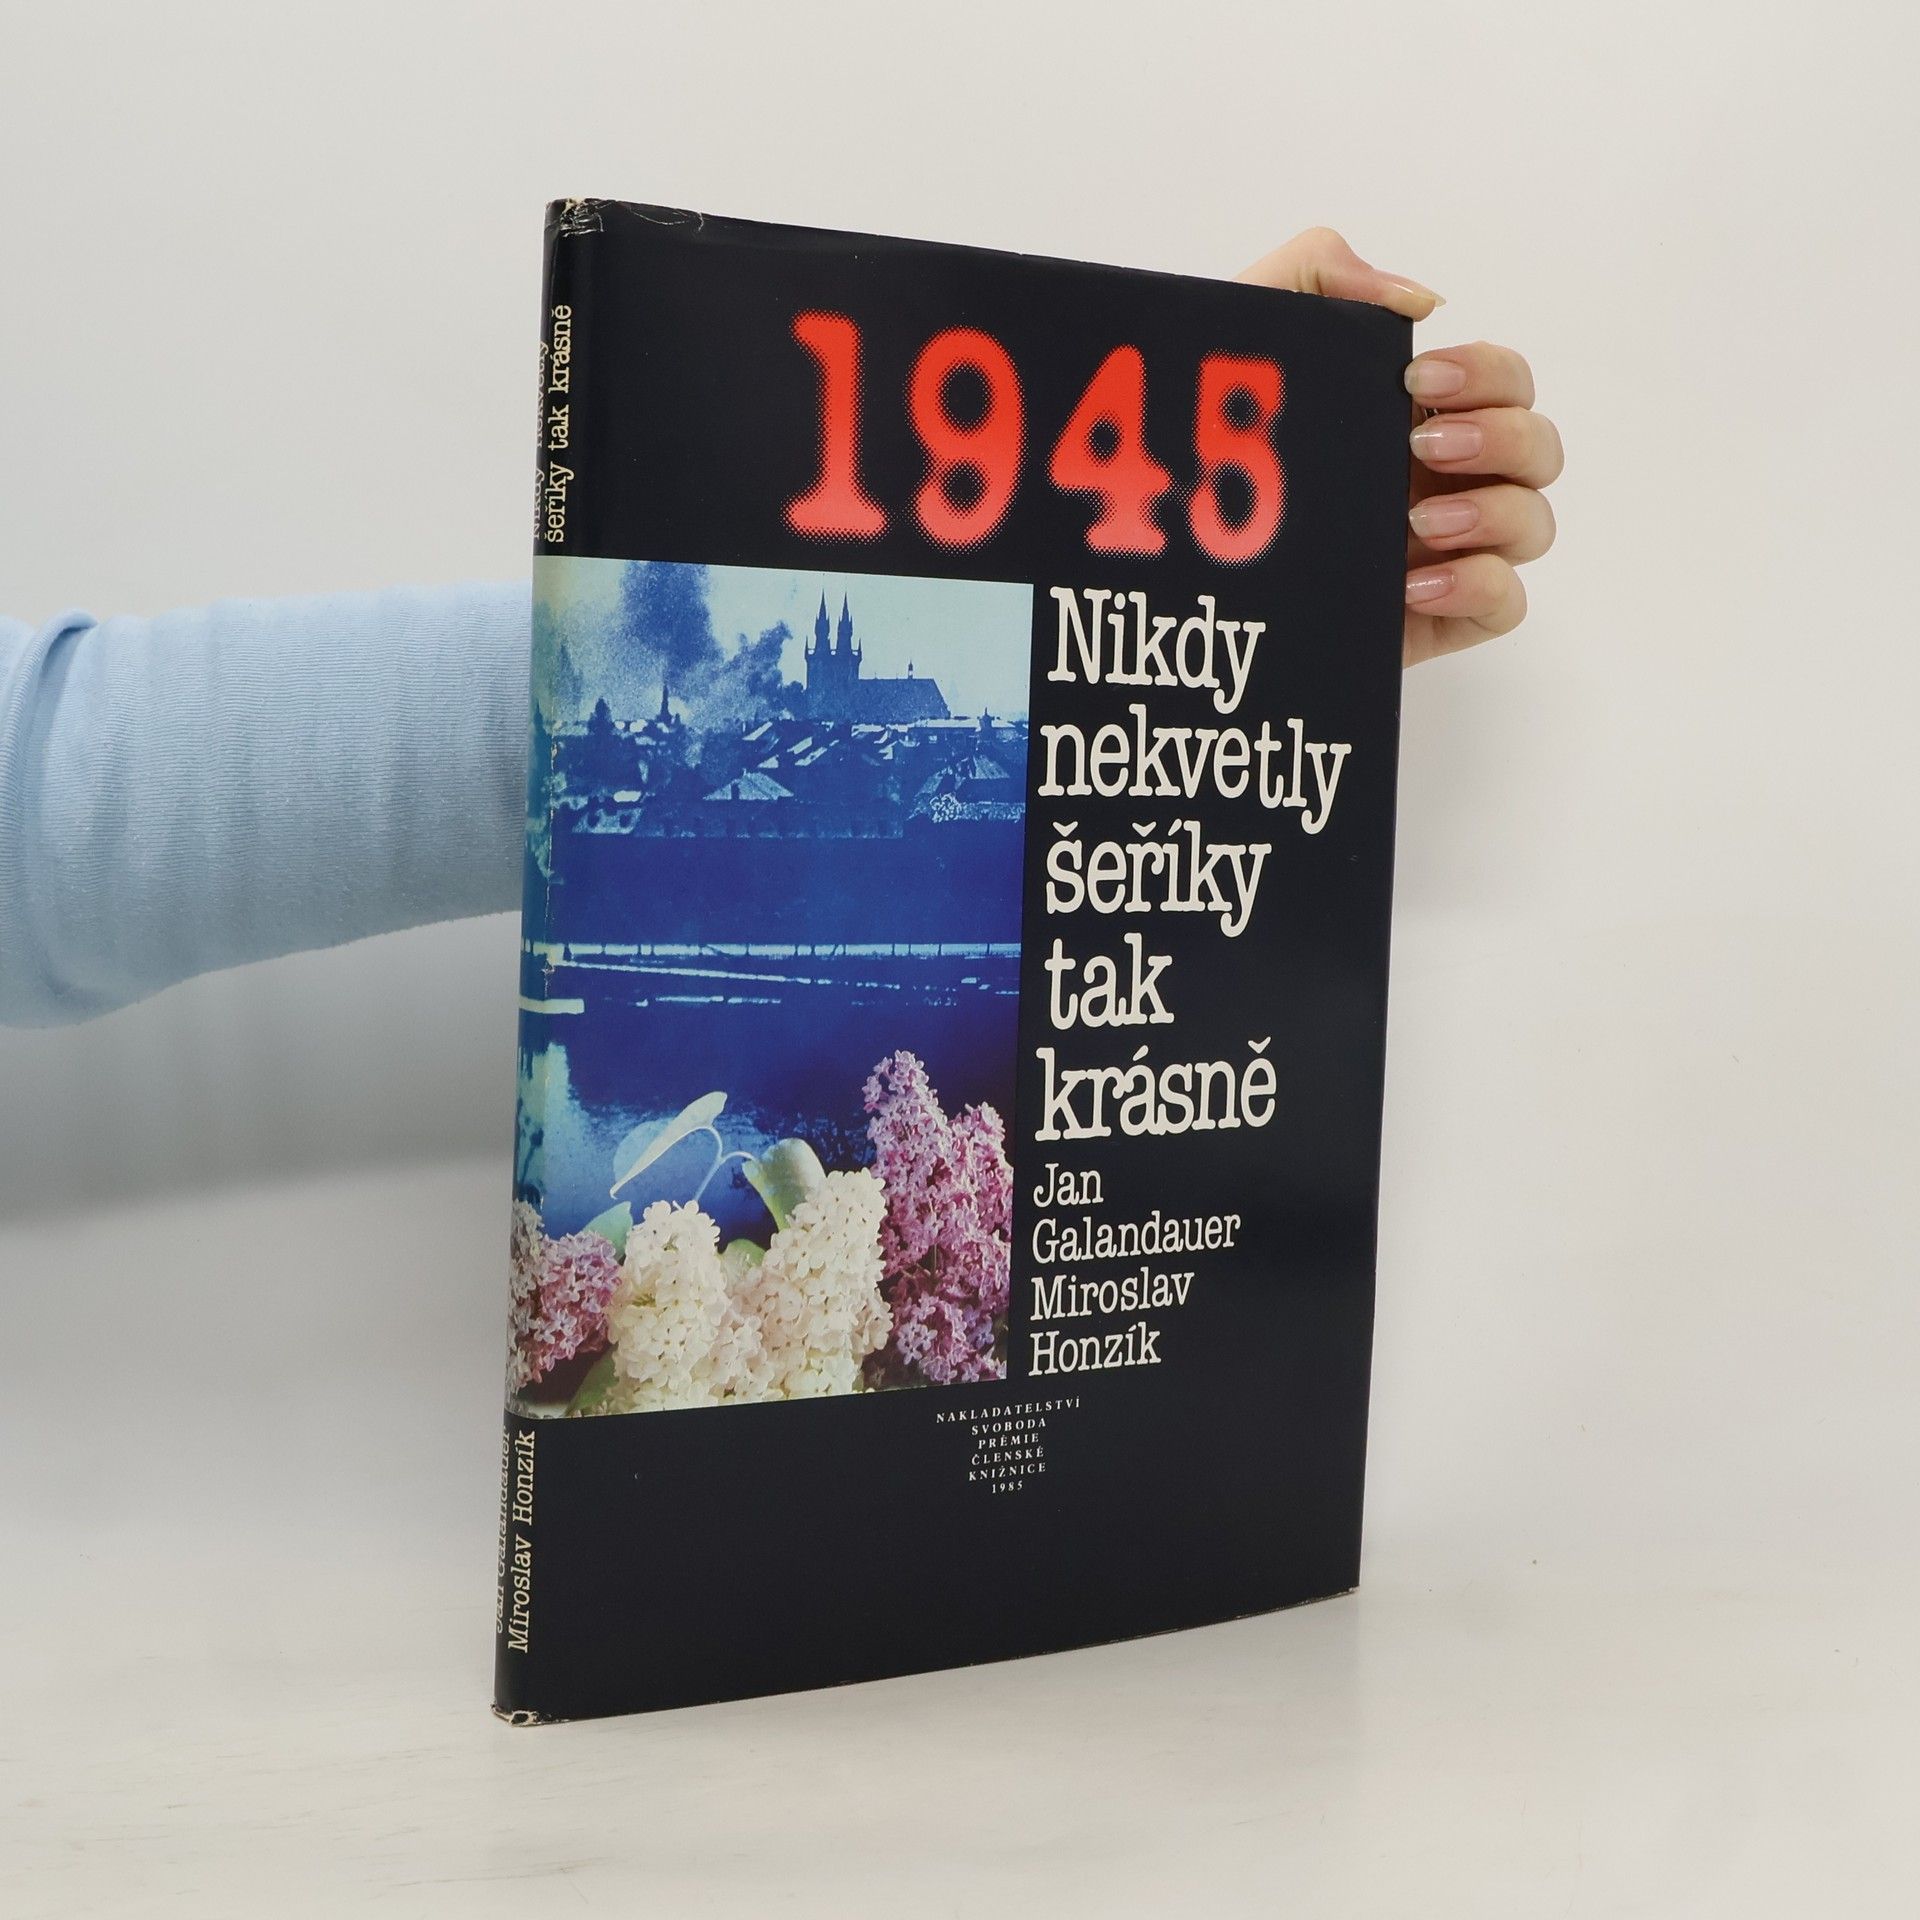 1945
Nikdy
nekvetly
šeříky
tak
krásně
Jan
Galandauer
Miroslav
Honzík
NAKLADATELSTVÍ
SVOBODA
PRÉMIE
ČLENSKÉ
KNIŽNICE
1985
Nikdy nekvetly
šeříky tak krásně
Jan Galandauer
Miroslav Honzík